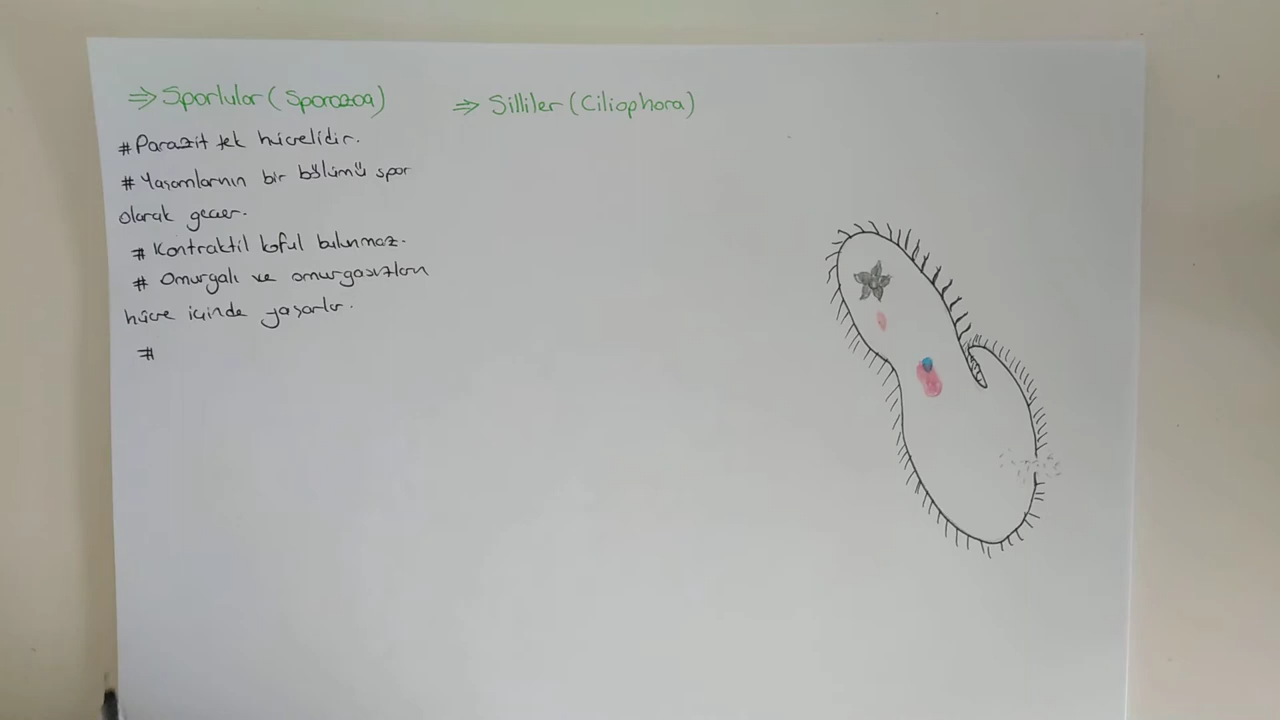 ⇒ Sporlular (Sporozoa)
# Parazit tek hücrelidir.
# Yaşamlarının bir bölümü spor
olarak geçer.
# Kontraktil koful bulunmaz.
# Omurgalı ve omurgasızların
hücre içinde yaşarlar.
#
⇒ Silliler (Ciliophora)